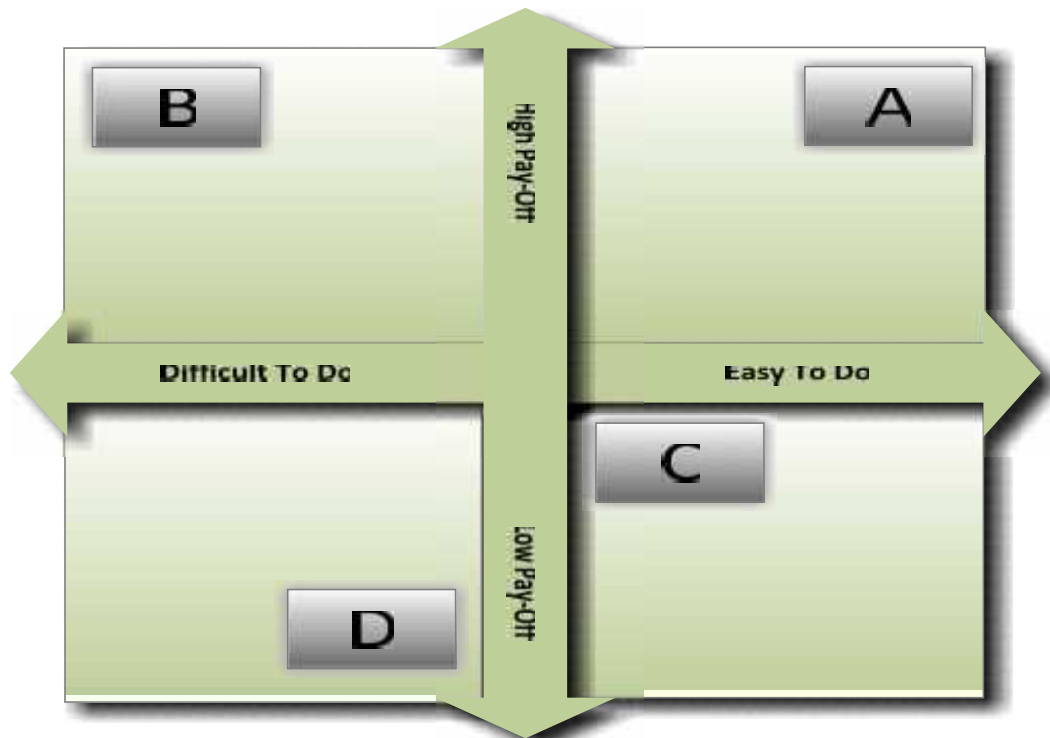 B
A
High Pay-Off
Difficult To Do
Easy To Do
C
Low Pay-Off
D